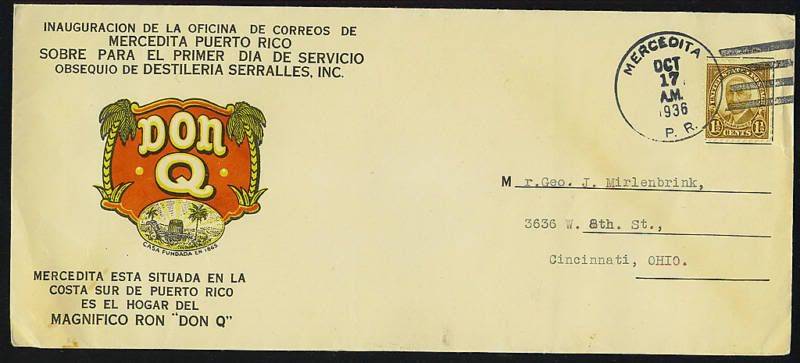 INAUGURACION DE LA OFICINA DE CORREOS DE
MERCEDITA PUERTO RICO
SOBRE PARA EL PRIMER DIA DE SERVICIO
OBSEQUIO DE DESTILERIA SERRALLES, INC.
DON
Q
CASA FUNDADA EN 1865
MERCEDITA ESTA SITUADA EN LA
COSTA SUR DE PUERTO RICO
ES EL HOGAR DEL
MAGNIFICO RON "DON Q"
MERCEDITA
OCT
17
A.M.
1936
P. R.
1½ CENTS 1½
Mr.Geo. J. Mirlenbrink,
3636 W. 8th. St.,
Cincinnati, OHIO.